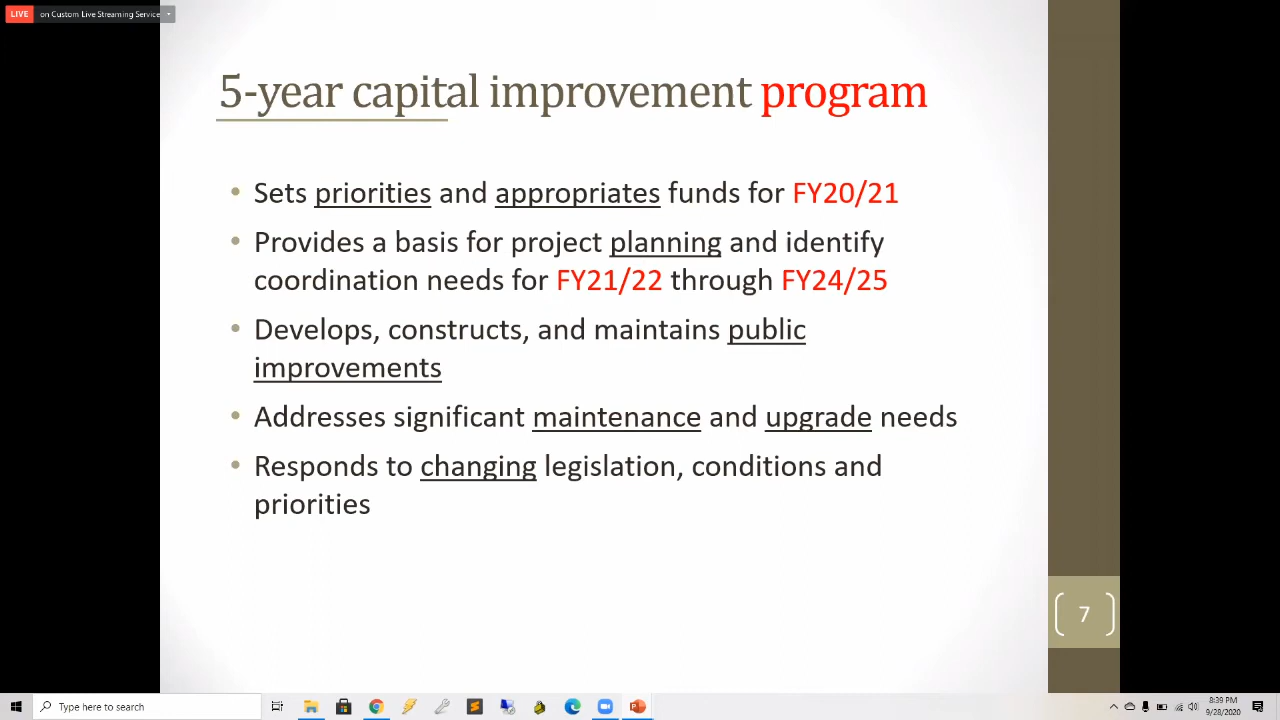 LIVE on Custom Live Streaming Service
5-year capital improvement program
• Sets priorities and appropriates funds for FY20/21
• Provides a basis for project planning and identify
coordination needs for FY21/22 through FY24/25
• Develops, constructs, and maintains public
improvements
• Addresses significant maintenance and upgrade needs
• Responds to changing legislation, conditions and
priorities
7
Type here to search
8:39 PM
9/28/2020